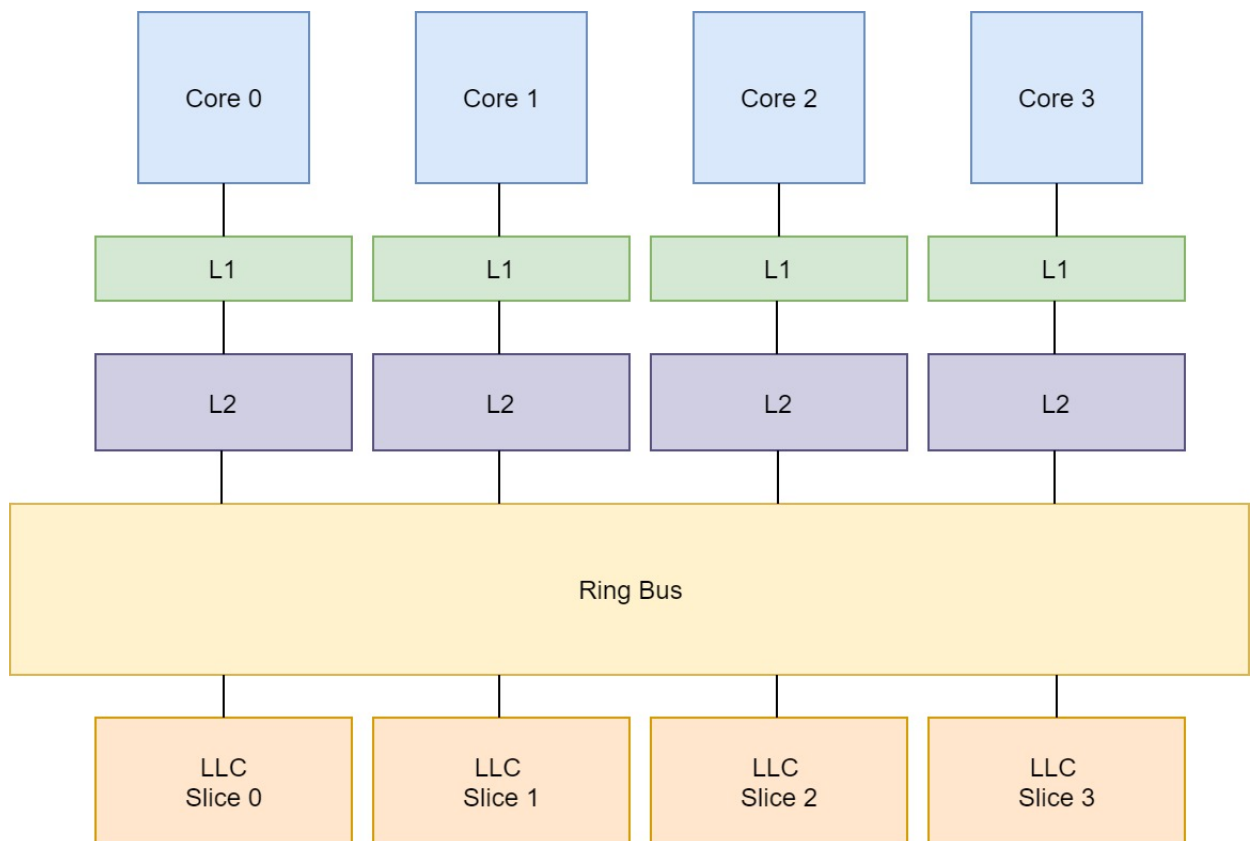 Core 0
Core 1
Core 2
Core 3
L1
L1
L1
L1
L2
L2
L2
L2
Ring Bus
LLC
Slice 0
LLC
Slice 1
LLC
Slice 2
LLC
Slice 3